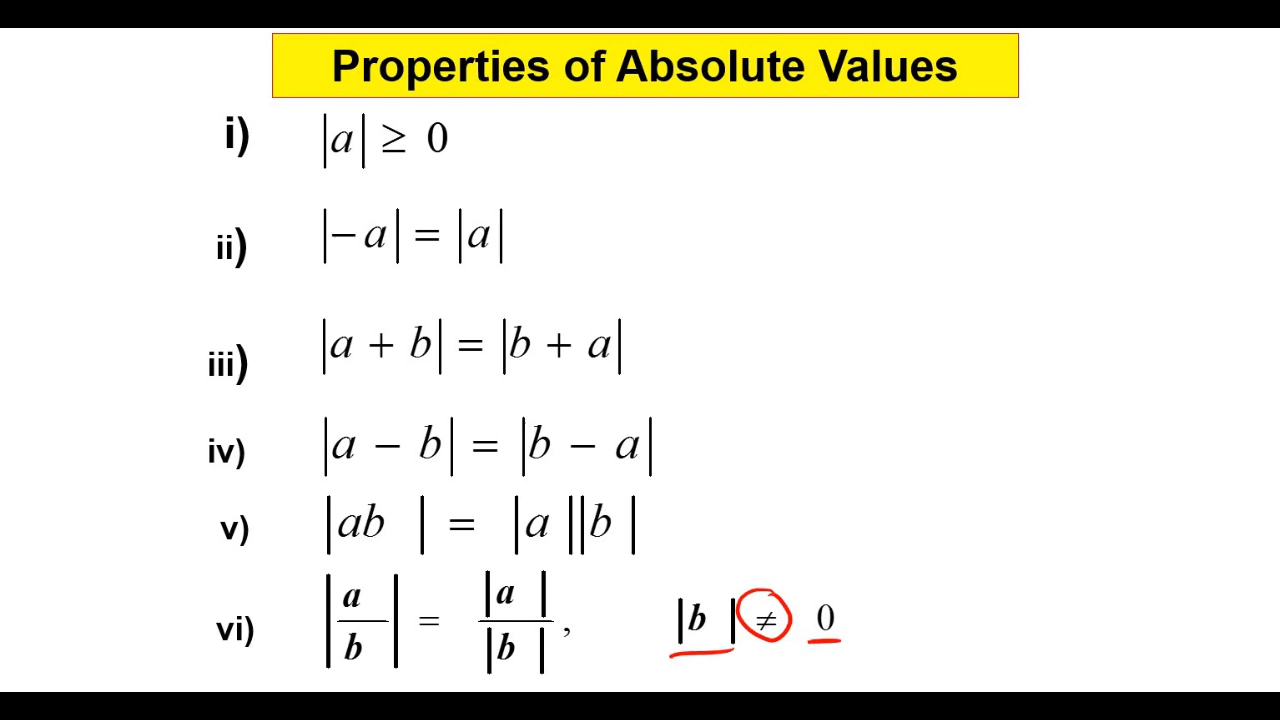 Properties of Absolute Values
i) |a| ≥ 0
ii) |− a| = |a|
iii) |a + b| = |b + a|
iv) |a − b| = |b − a|
v) |ab | = |a ||b |
vi) |a/b| = |a |/|b |, |b | ≠ 0